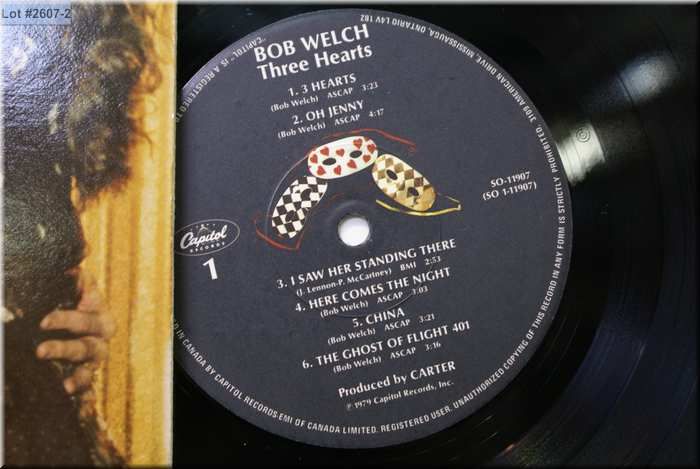 Lot #2607-2
BOB WELCH
Three Hearts
1. 3 HEARTS
(Bob Welch) ASCAP 3:23
2. OH JENNY
(Bob Welch) ASCAP 4:17
SO-11907
(SO 1-11907)
Capitol
RECORDS
1
3. I SAW HER STANDING THERE
(J. Lennon-P. McCartney) BMI 2:53
4. HERE COMES THE NIGHT
(Bob Welch) ASCAP 3:03
5. CHINA
(Bob Welch) ASCAP 3:21
6. THE GHOST OF FLIGHT 401
(Bob Welch) ASCAP 3:16
Produced by CARTER
℗ 1979 Capitol Records, Inc.
IN CANADA BY CAPITOL RECORDS-EMI OF CANADA LIMITED. REGISTERED USER. UNAUTHORIZED COPYING OF THIS RECORD IN ANY FORM IS STRICTLY PROHIBITED. 3109 AMERICAN DRIVE, MISSISSAUGA, ONTARIO L4V 1B2
"CAPITOL" IS A REGISTERED